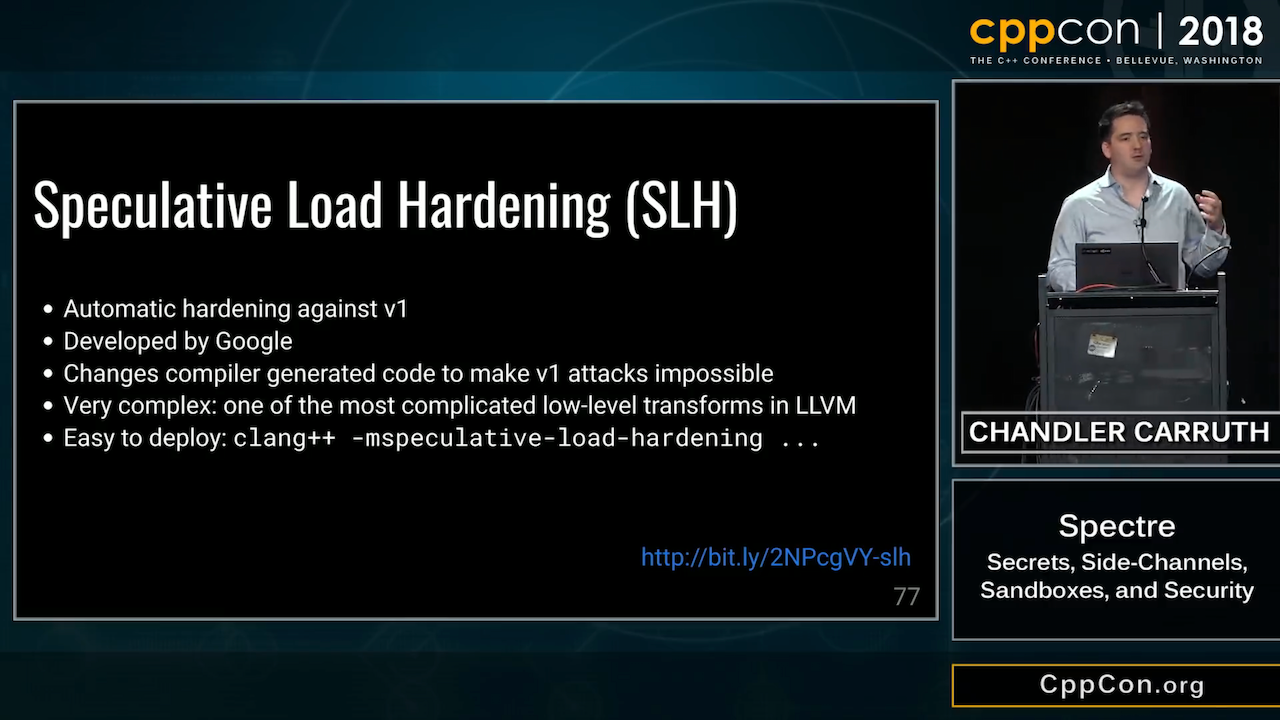 cppcon | 2018
THE C++ CONFERENCE • BELLEVUE, WASHINGTON
Speculative Load Hardening (SLH)
• Automatic hardening against v1
• Developed by Google
• Changes compiler generated code to make v1 attacks impossible
• Very complex: one of the most complicated low-level transforms in LLVM
• Easy to deploy: clang++ -mspeculative-load-hardening ...
http://bit.ly/2NPcgVY-slh
77
CHANDLER CARRUTH
Spectre
Secrets, Side-Channels,
Sandboxes, and Security
CppCon.org